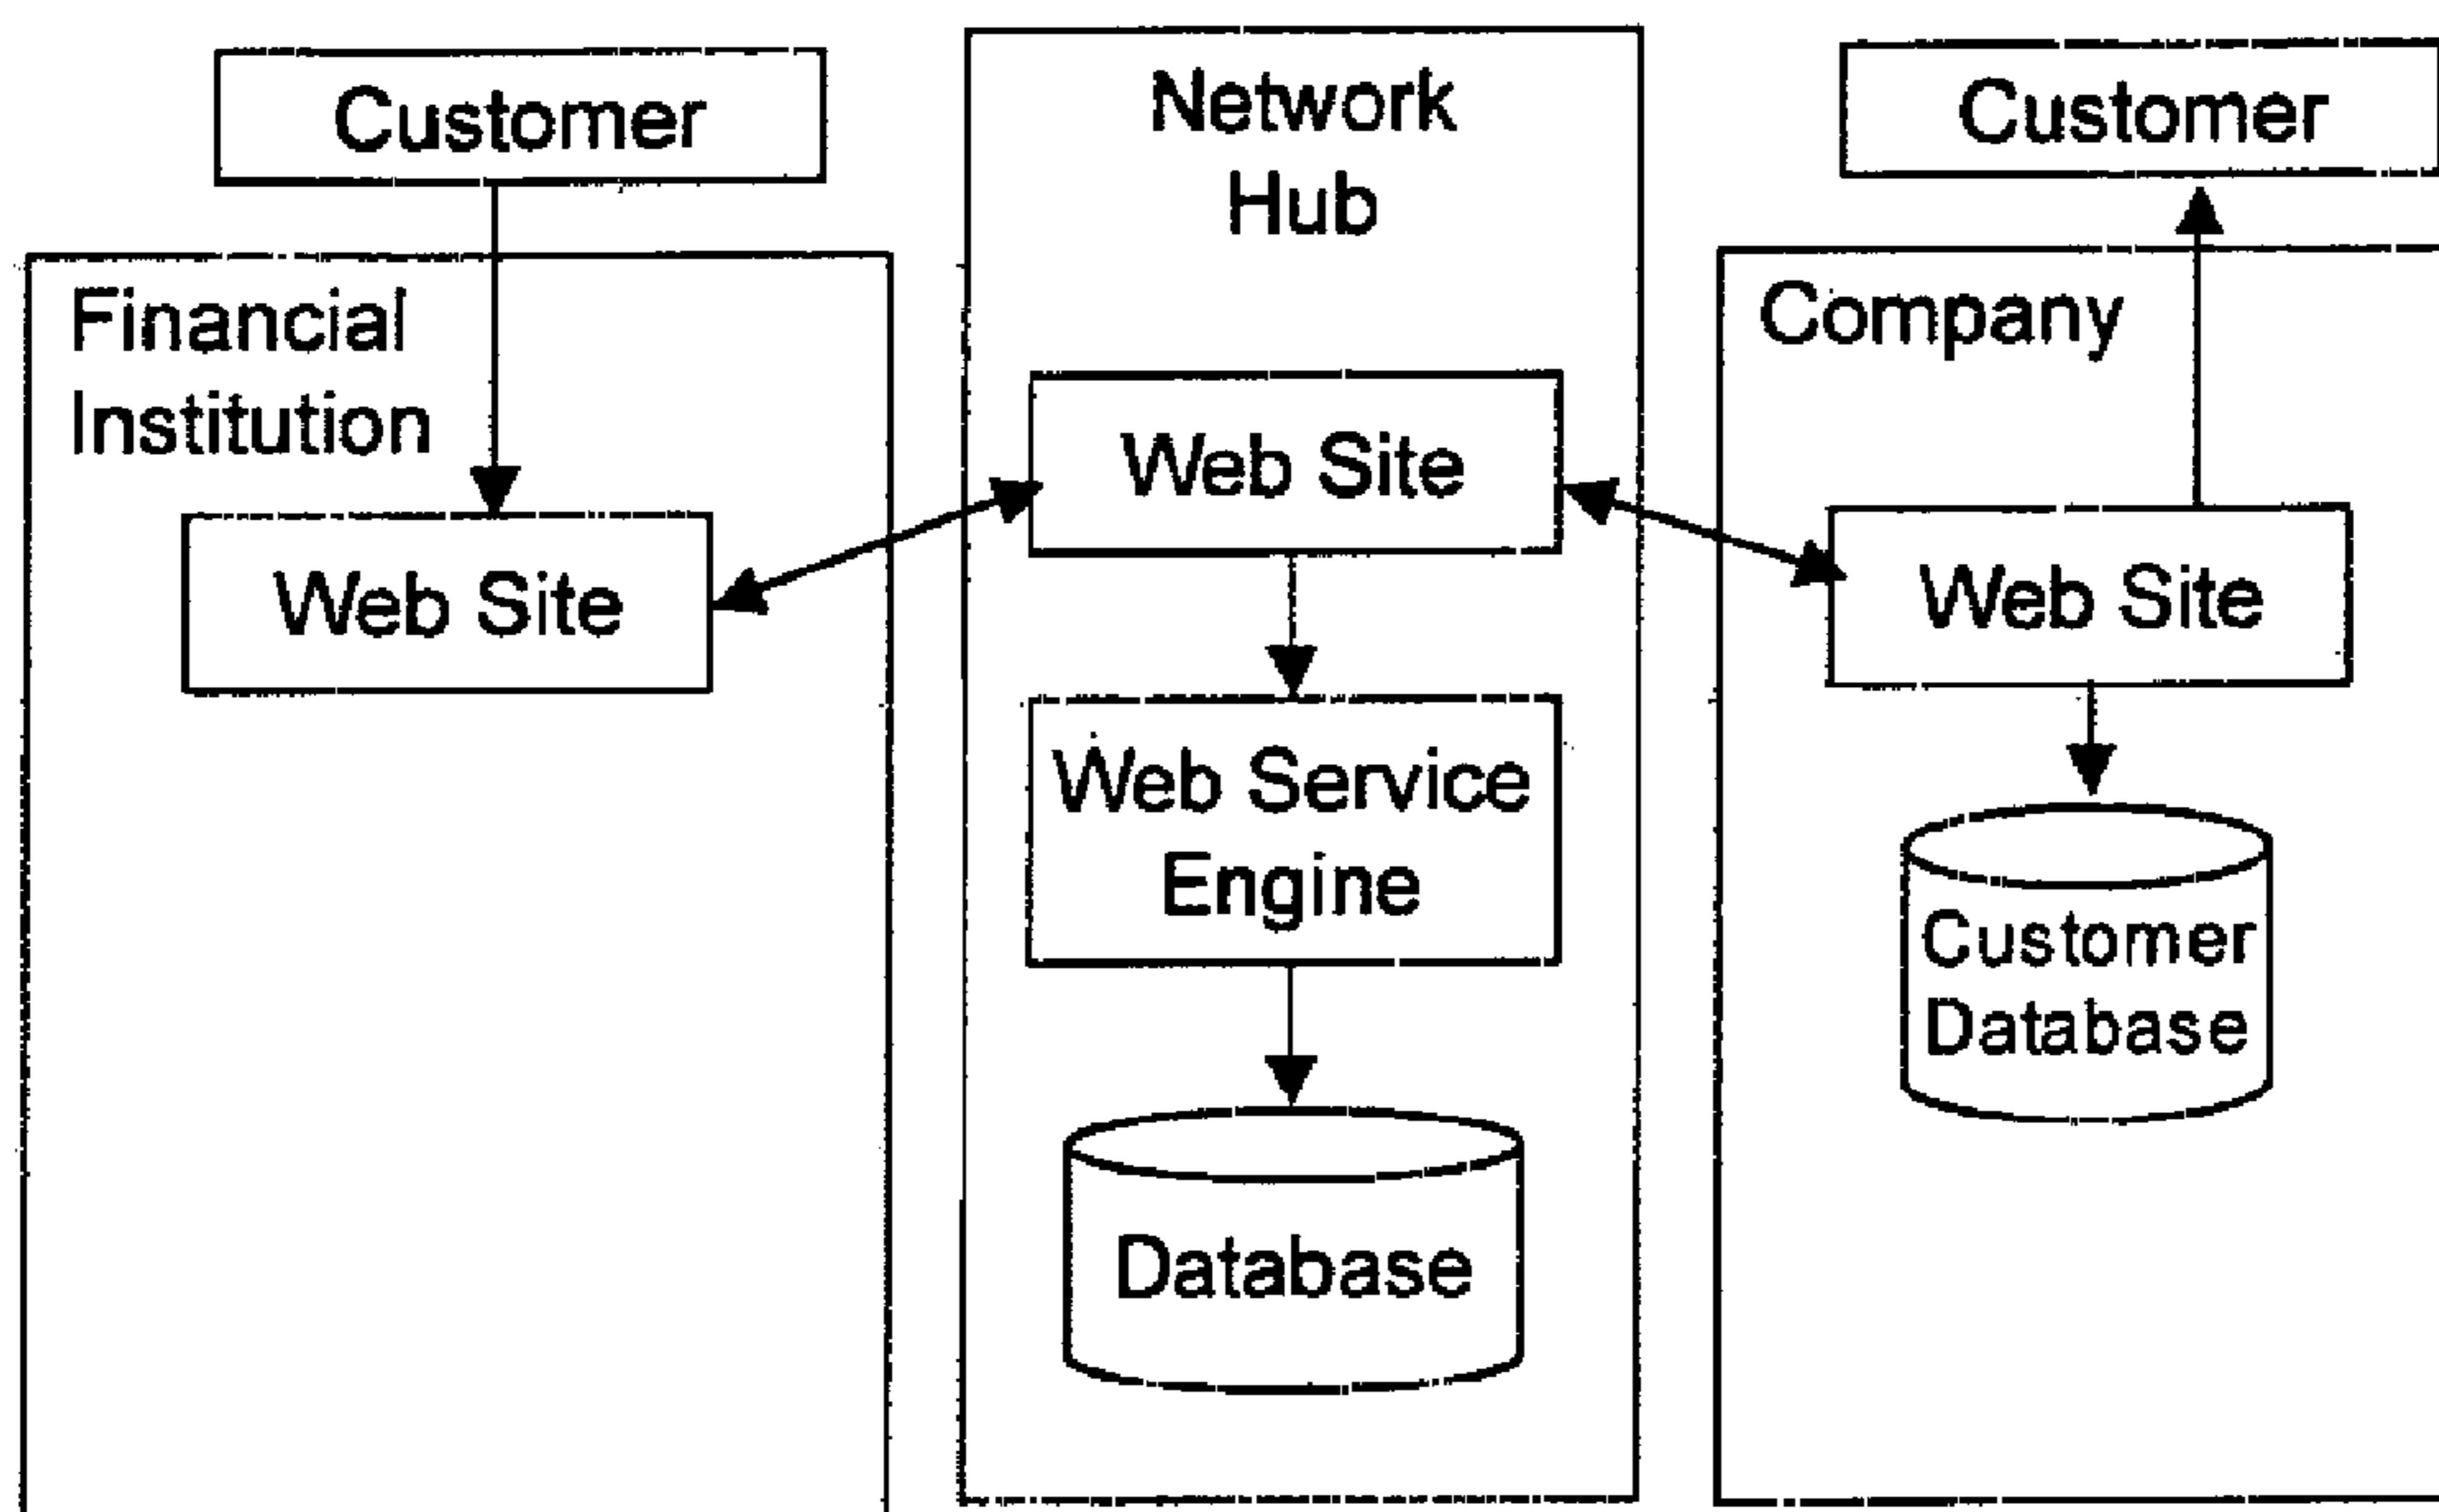 Customer
Financial
Institution
Web Site
Network
Hub
Web Site
Web Service
Engine
Database
Customer
Company
Web Site
Customer
Database